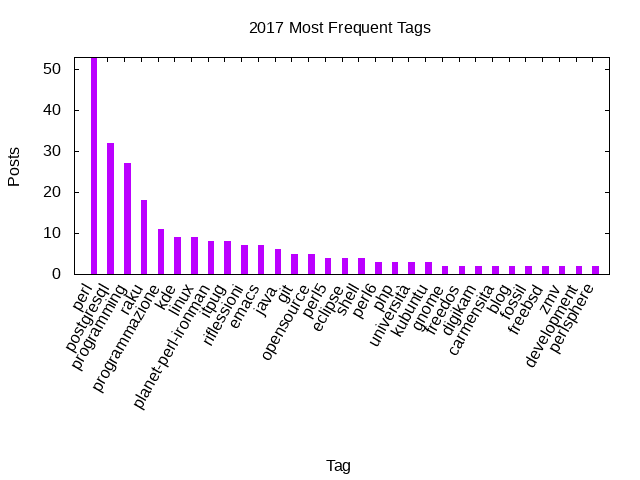 2017 Most Frequent Tags
Posts
50
40
30
20
10
0
perl
postgresql
programming
raku
programmazione
kde
linux
planet-perl-ironman
itpug
riflessioni
emacs
java
git
opensource
perl5
eclipse
shell
perl6
php
università
kubuntu
gnome
freedos
digikam
carmensita
blog
fossil
freebsd
zmv
development
perlsphere
Tag